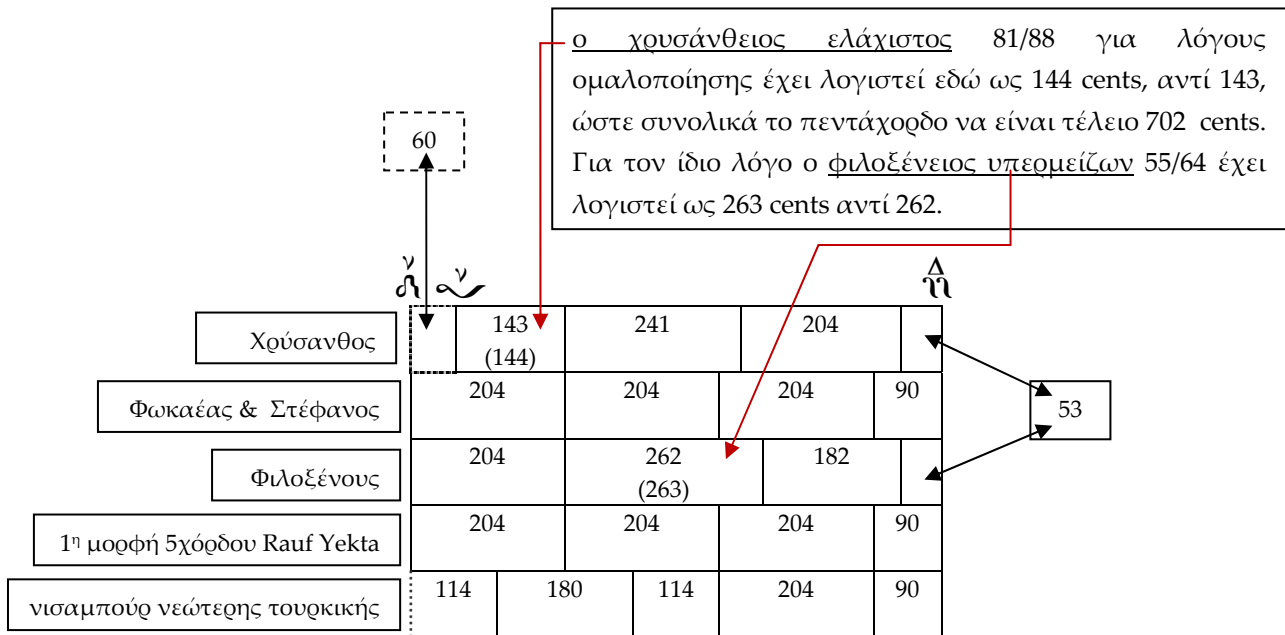 ο χρυσάνθειος ελάχιστος 81/88 για λόγους
ομαλοποίησης έχει λογιστεί εδώ ως 144 cents, αντί 143,
ώστε συνολικά το πεντάχορδο να είναι τέλειο 702 cents.
Για τον ίδιο λόγο ο φιλοξένειος υπερμείζων 55/64 έχει
λογιστεί ως 263 cents αντί 262.
60
ν ν Δ
Χρύσανθος 143 241 204
(144)
Φωκαέας & Στέφανος 204 204 204 90
53
Φιλοξένους 204 262 182
(263)
1η μορφή 5χόρδου Rauf Yekta 204 204 204 90
νισαμπούρ νεώτερης τουρκικής 114 180 114 204 90